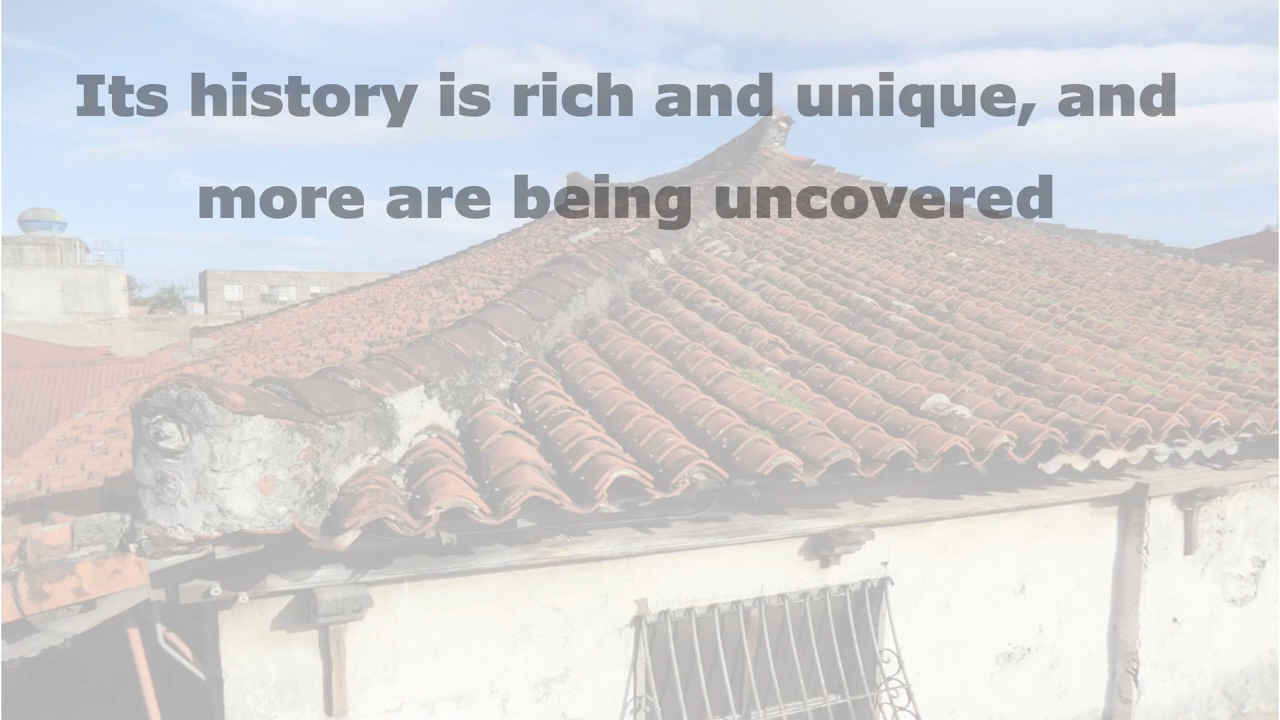 Its history is rich and unique, and
more are being uncovered